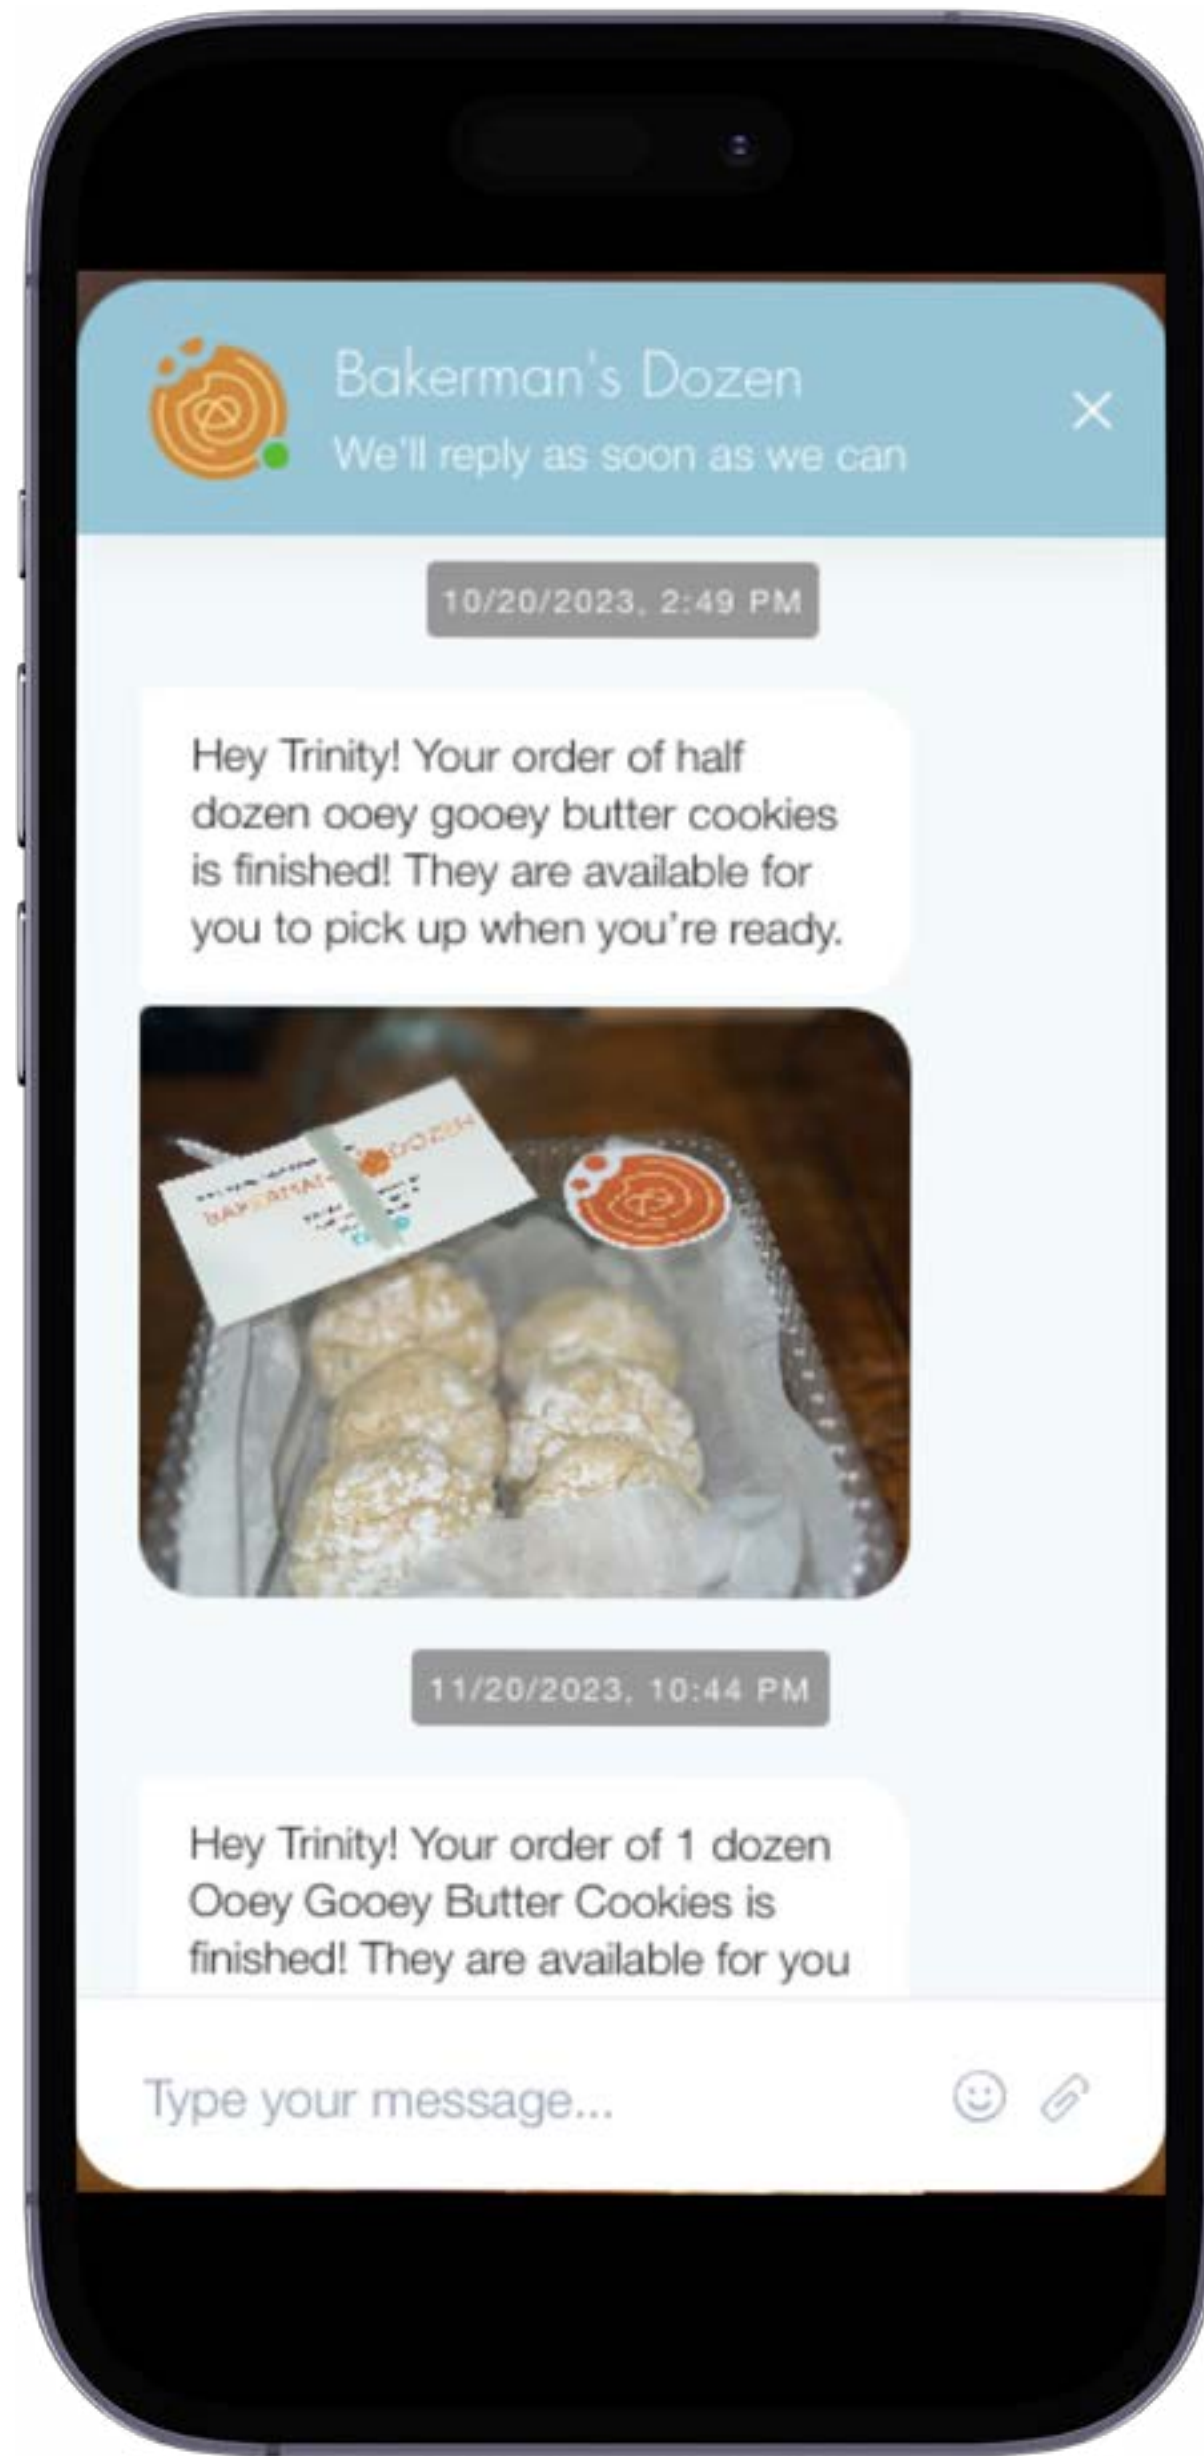 Bakerman's Dozen
We'll reply as soon as we can
10/20/2023, 2:49 PM
Hey Trinity! Your order of half
dozen ooey gooey butter cookies
is finished! They are available for
you to pick up when you're ready.
DOZEN
11/20/2023, 10:44 PM
Hey Trinity! Your order of 1 dozen
Ooey Gooey Butter Cookies is
finished! They are available for you
Type your message...